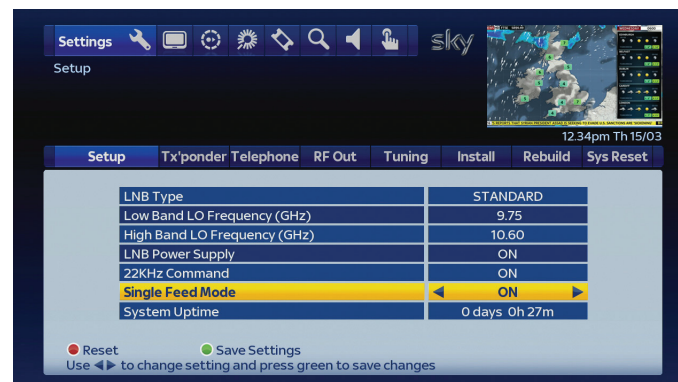 Settings
sky
Setup
12.34pm Th 15/03
Setup Tx'ponder Telephone RF Out Tuning Install Rebuild Sys Reset
LNB Type STANDARD
Low Band LO Frequency (GHz) 9.75
High Band LO Frequency (GHz) 10.60
LNB Power Supply ON
22KHz Command ON
Single Feed Mode ON
System Uptime 0 days 0h 27m
Reset Save Settings
Use ◀▶ to change setting and press green to save changes